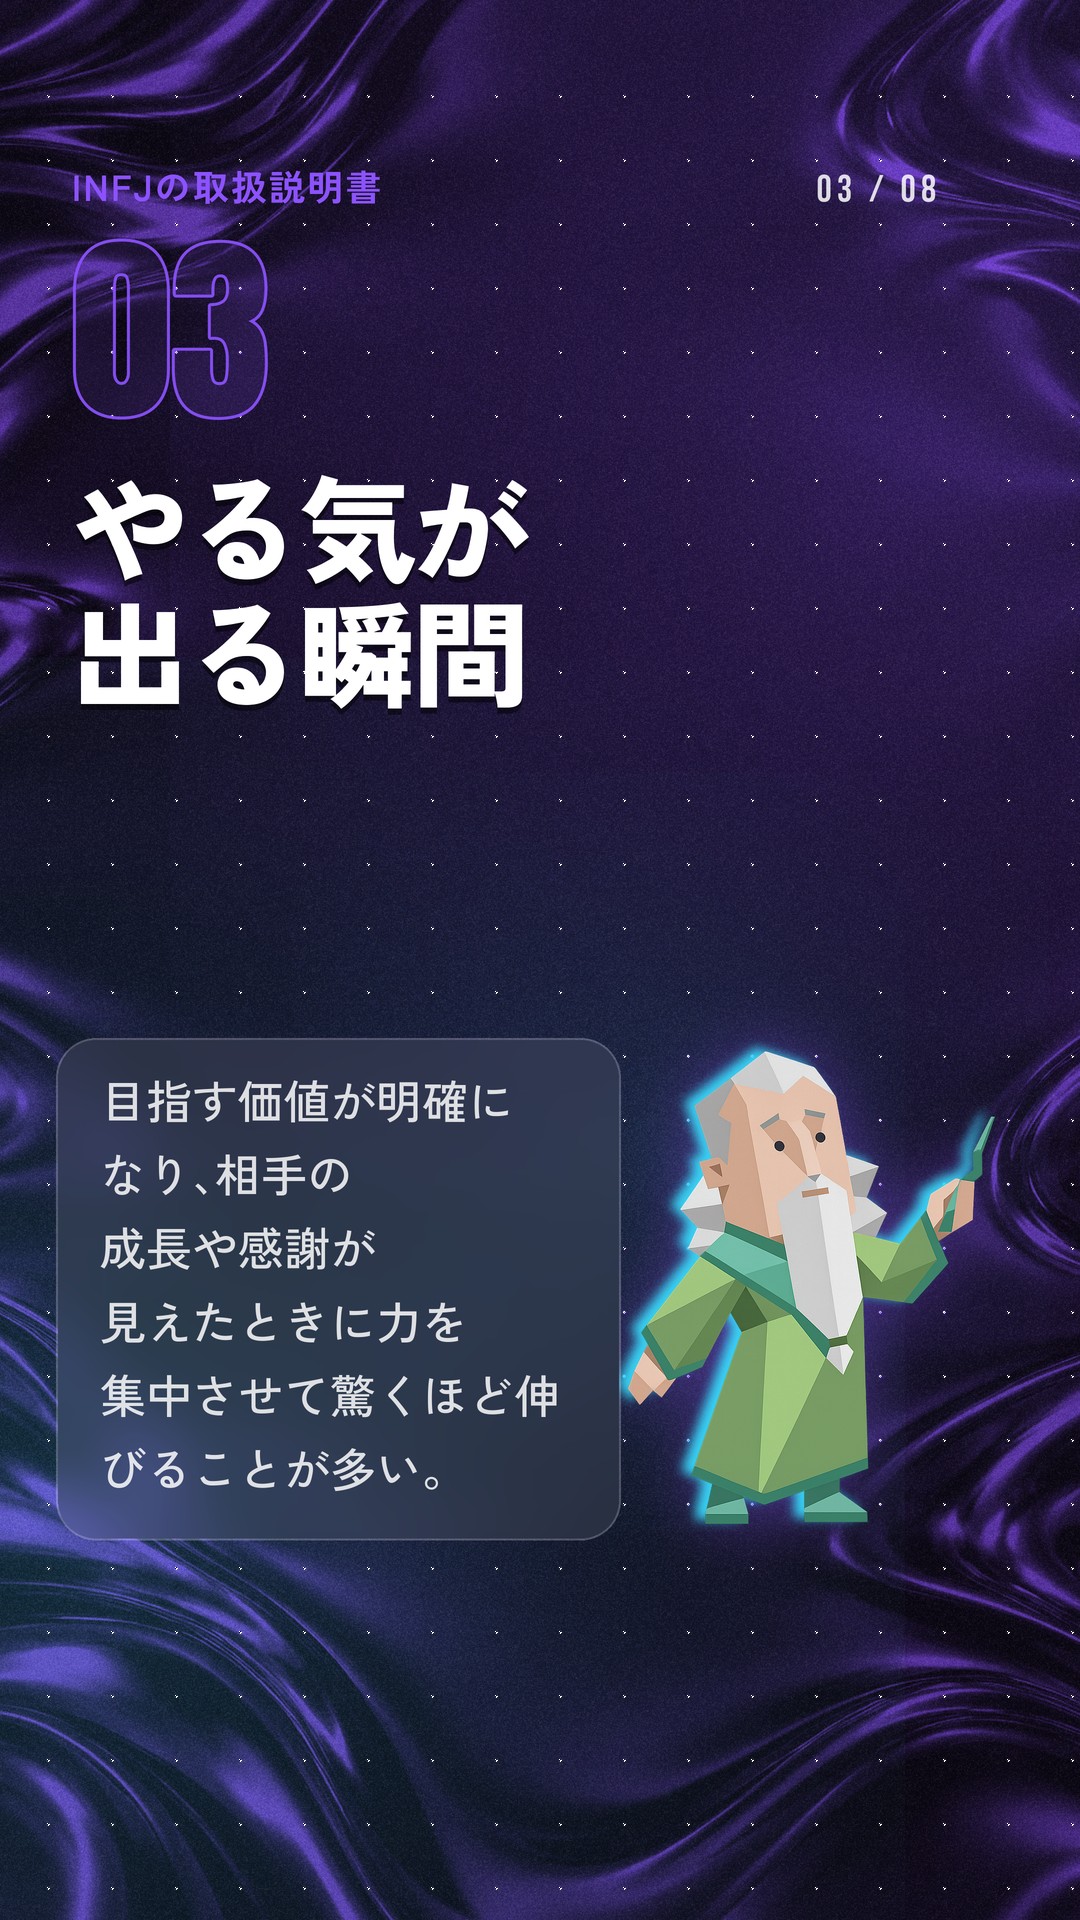 INFJの取扱説明書
03 / 08
03
やる気が
出る瞬間
目指す価値が明確に
なり、相手の
成長や感謝が
見えたときに力を
集中させて驚くほど伸
びることが多い。